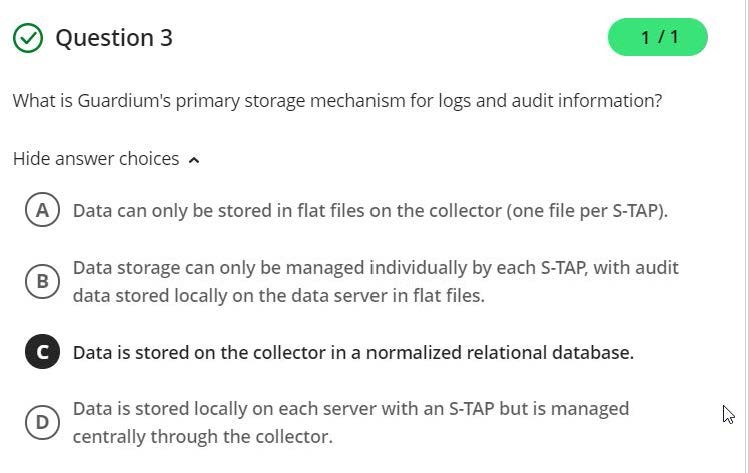 Question 3
1 / 1
What is Guardium's primary storage mechanism for logs and audit information?
Hide answer choices
A
Data can only be stored in flat files on the collector (one file per S-TAP).
B
Data storage can only be managed individually by each S-TAP, with audit
data stored locally on the data server in flat files.
C
Data is stored on the collector in a normalized relational database.
D
Data is stored locally on each server with an S-TAP but is managed
centrally through the collector.